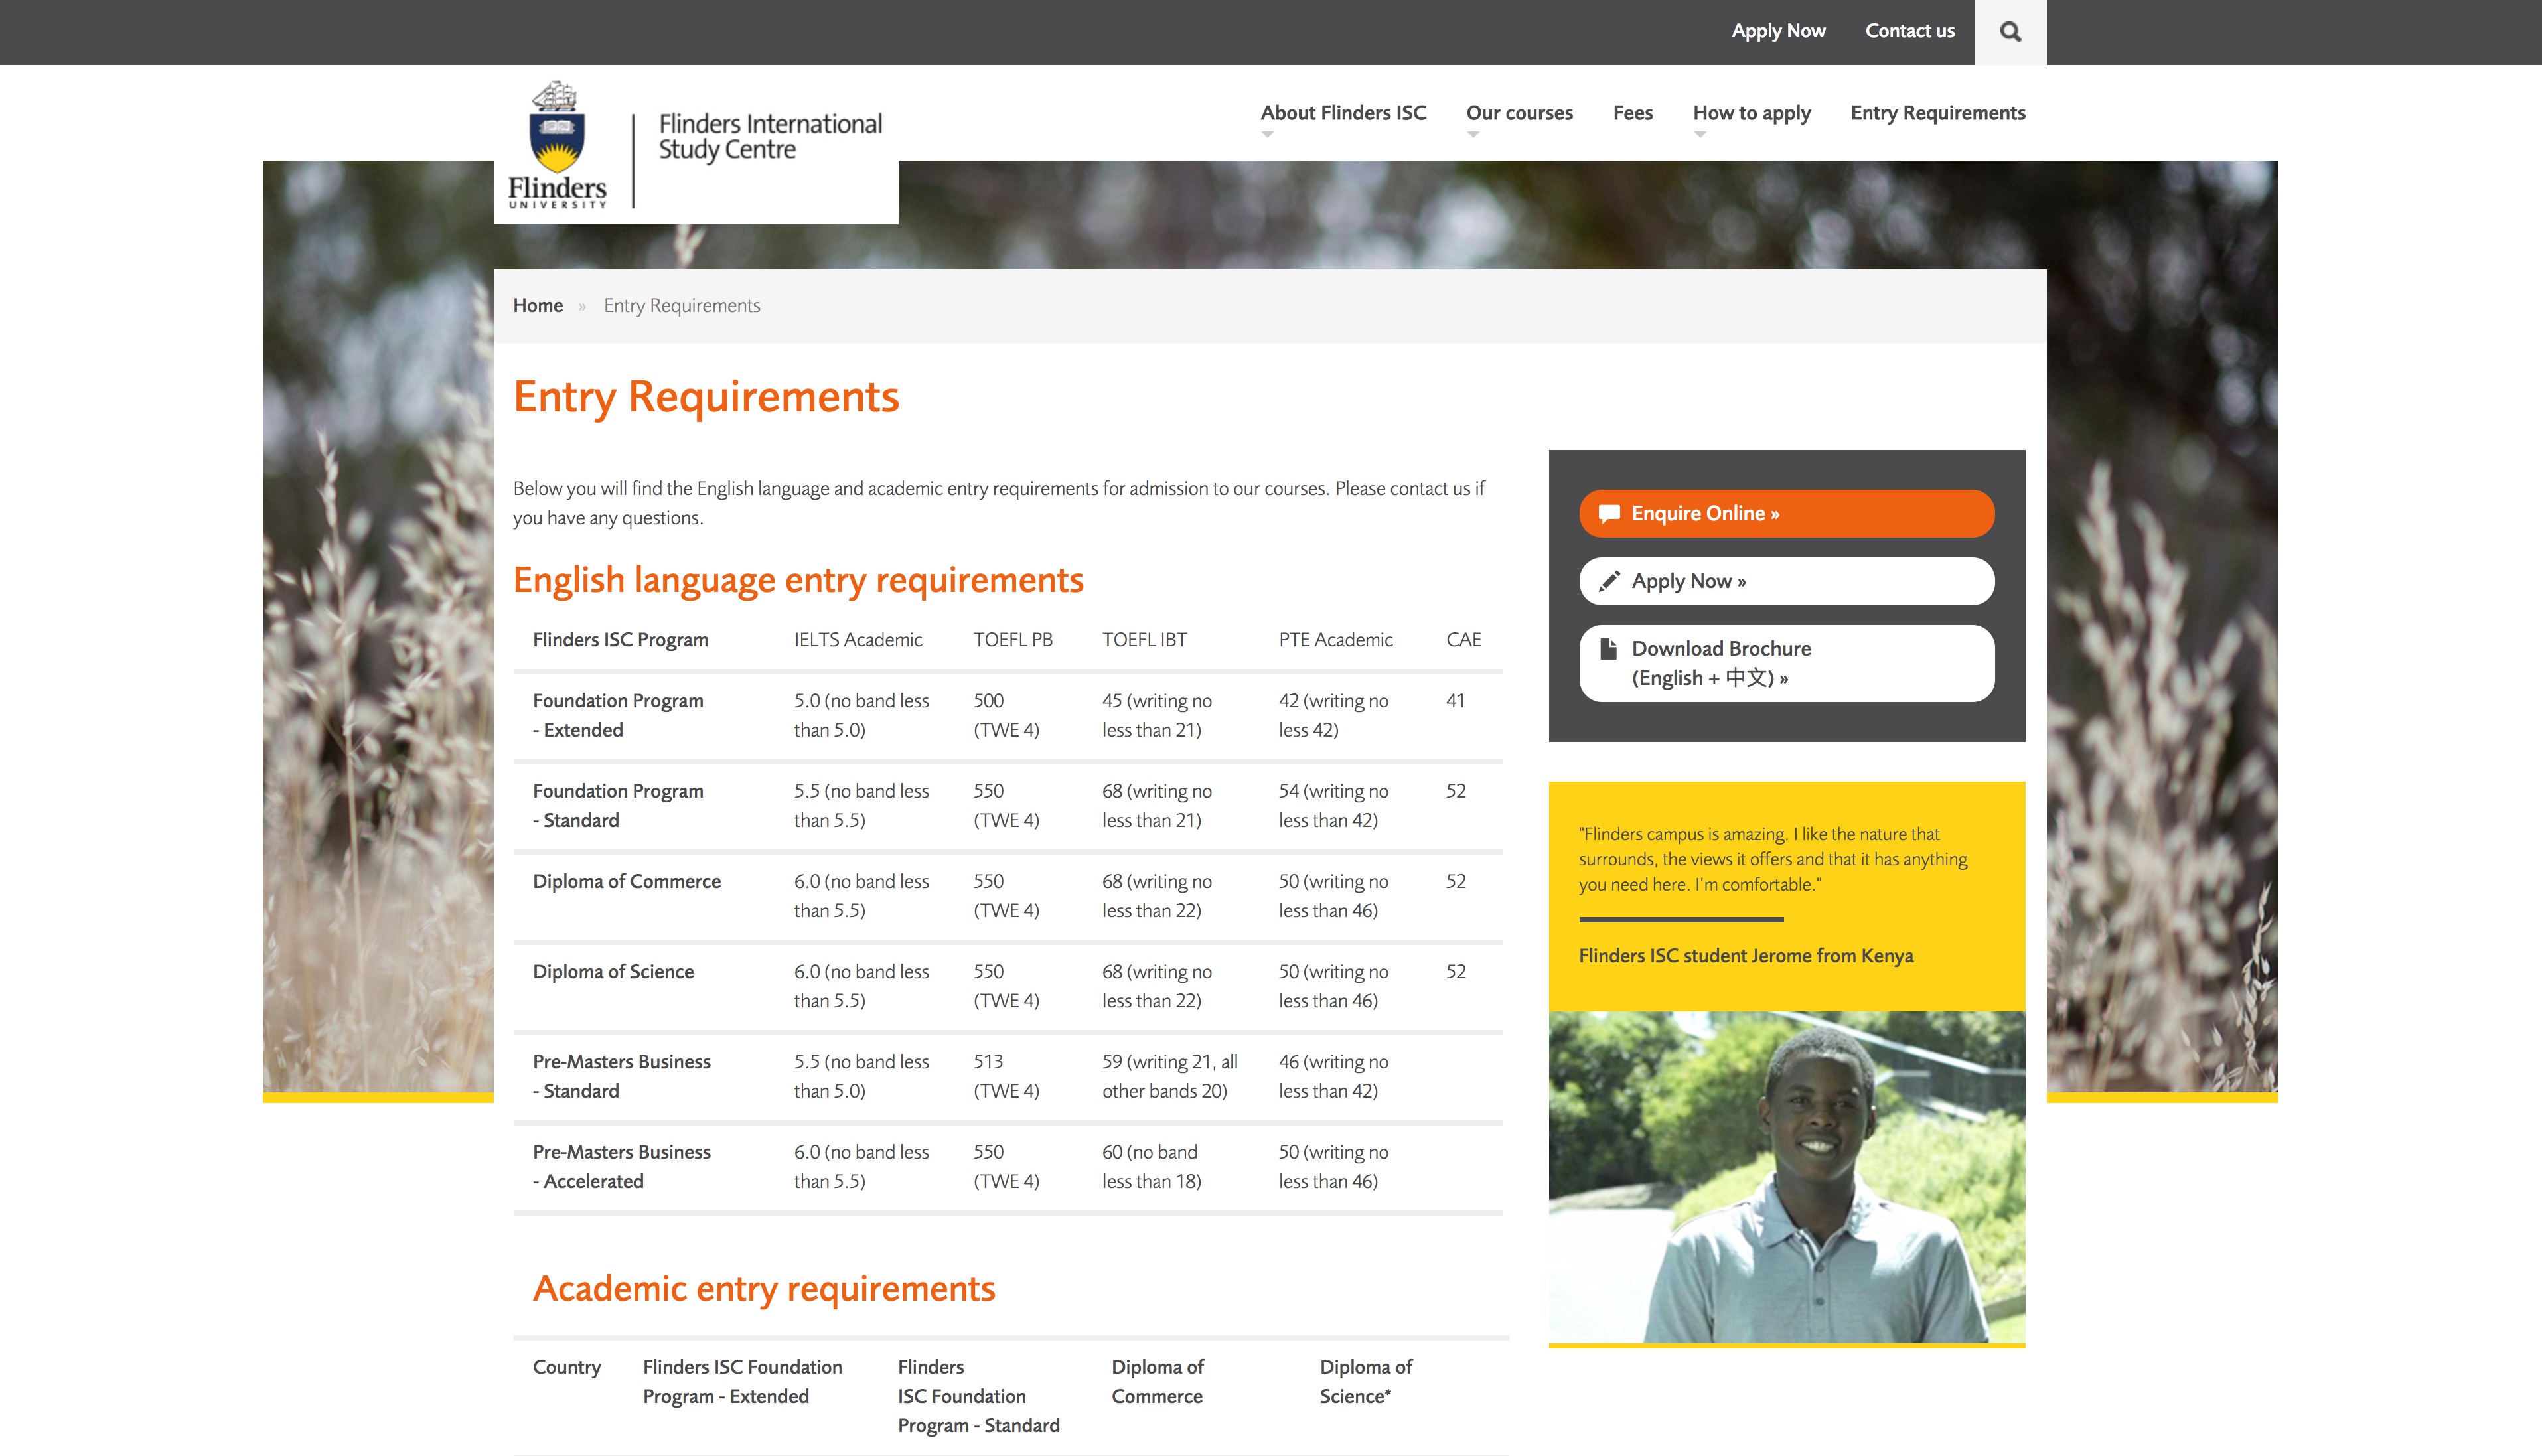 Apply Now
Contact us
Flinders
UNIVERSITY
Flinders International
Study Centre
About Flinders ISC
Our courses
Fees
How to apply
Entry Requirements
Home » Entry Requirements
Entry Requirements
Below you will find the English language and academic entry requirements for admission to our courses. Please contact us if
you have any questions.
English language entry requirements
Flinders ISC Program IELTS Academic TOEFL PB TOEFL IBT PTE Academic CAE
Foundation Program 5.0 (no band less 500 45 (writing no 42 (writing no 41
- Extended than 5.0) (TWE 4) less than 21) less 42)
Foundation Program 5.5 (no band less 550 68 (writing no 54 (writing no 52
- Standard than 5.5) (TWE 4) less than 21) less than 42)
Diploma of Commerce 6.0 (no band less 550 68 (writing no 50 (writing no 52
than 5.5) (TWE 4) less than 22) less than 46)
Diploma of Science 6.0 (no band less 550 68 (writing no 50 (writing no 52
than 5.5) (TWE 4) less than 22) less than 46)
Pre-Masters Business 5.5 (no band less 513 59 (writing 21, all 46 (writing no
- Standard than 5.0) (TWE 4) other bands 20) less than 42)
Pre-Masters Business 6.0 (no band less 550 60 (no band 50 (writing no
- Accelerated than 5.5) (TWE 4) less than 18) less than 46)
Academic entry requirements
Country Flinders ISC Foundation Flinders Diploma of Diploma of
Program - Extended ISC Foundation Commerce Science*
Program - Standard
Enquire Online »
Apply Now »
Download Brochure
(English + 中文) »
"Flinders campus is amazing. I like the nature that
surrounds, the views it offers and that it has anything
you need here. I'm comfortable."
Flinders ISC student Jerome from Kenya